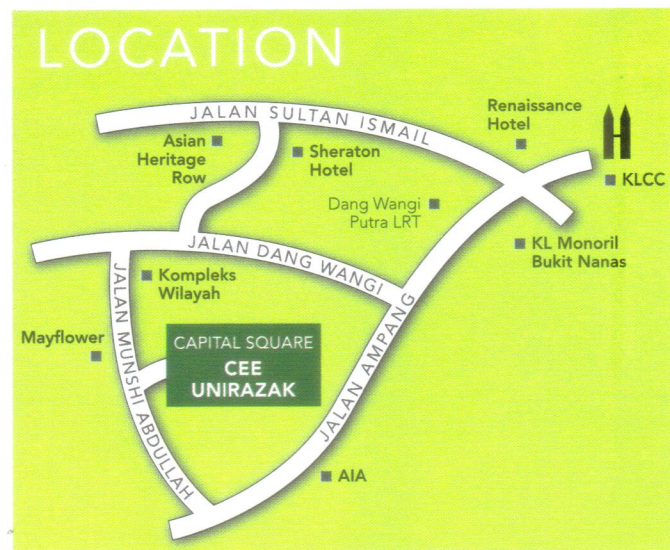 LOCATION
JALAN SULTAN ISMAIL
Renaissance
Hotel
Asian
Heritage
Row
Sheraton
Hotel
KLCC
Dang Wangi
Putra LRT
JALAN DANG WANGI
KL Monoril
Bukit Nanas
Kompleks
Wilayah
JALAN MUNSHI ABDULLAH
Mayflower
CAPITAL SQUARE
CEE
UNIRAZAK
JALAN AMPANG
AIA